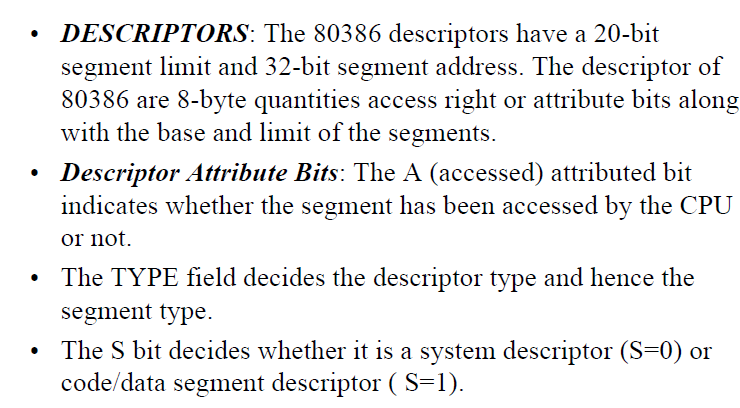 • DESCRIPTORS: The 80386 descriptors have a 20-bit
segment limit and 32-bit segment address. The descriptor of
80386 are 8-byte quantities access right or attribute bits along
with the base and limit of the segments.
• Descriptor Attribute Bits: The A (accessed) attributed bit
indicates whether the segment has been accessed by the CPU
or not.
• The TYPE field decides the descriptor type and hence the
segment type.
• The S bit decides whether it is a system descriptor (S=0) or
code/data segment descriptor ( S=1).